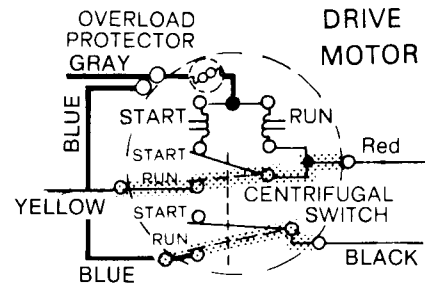 OVERLOAD
PROTECTOR
DRIVE
MOTOR
GRAY
BLUE
START
RUN
START
Red
RUN
YELLOW
CENTRIFUGAL
SWITCH
START
RUN
BLACK
BLUE